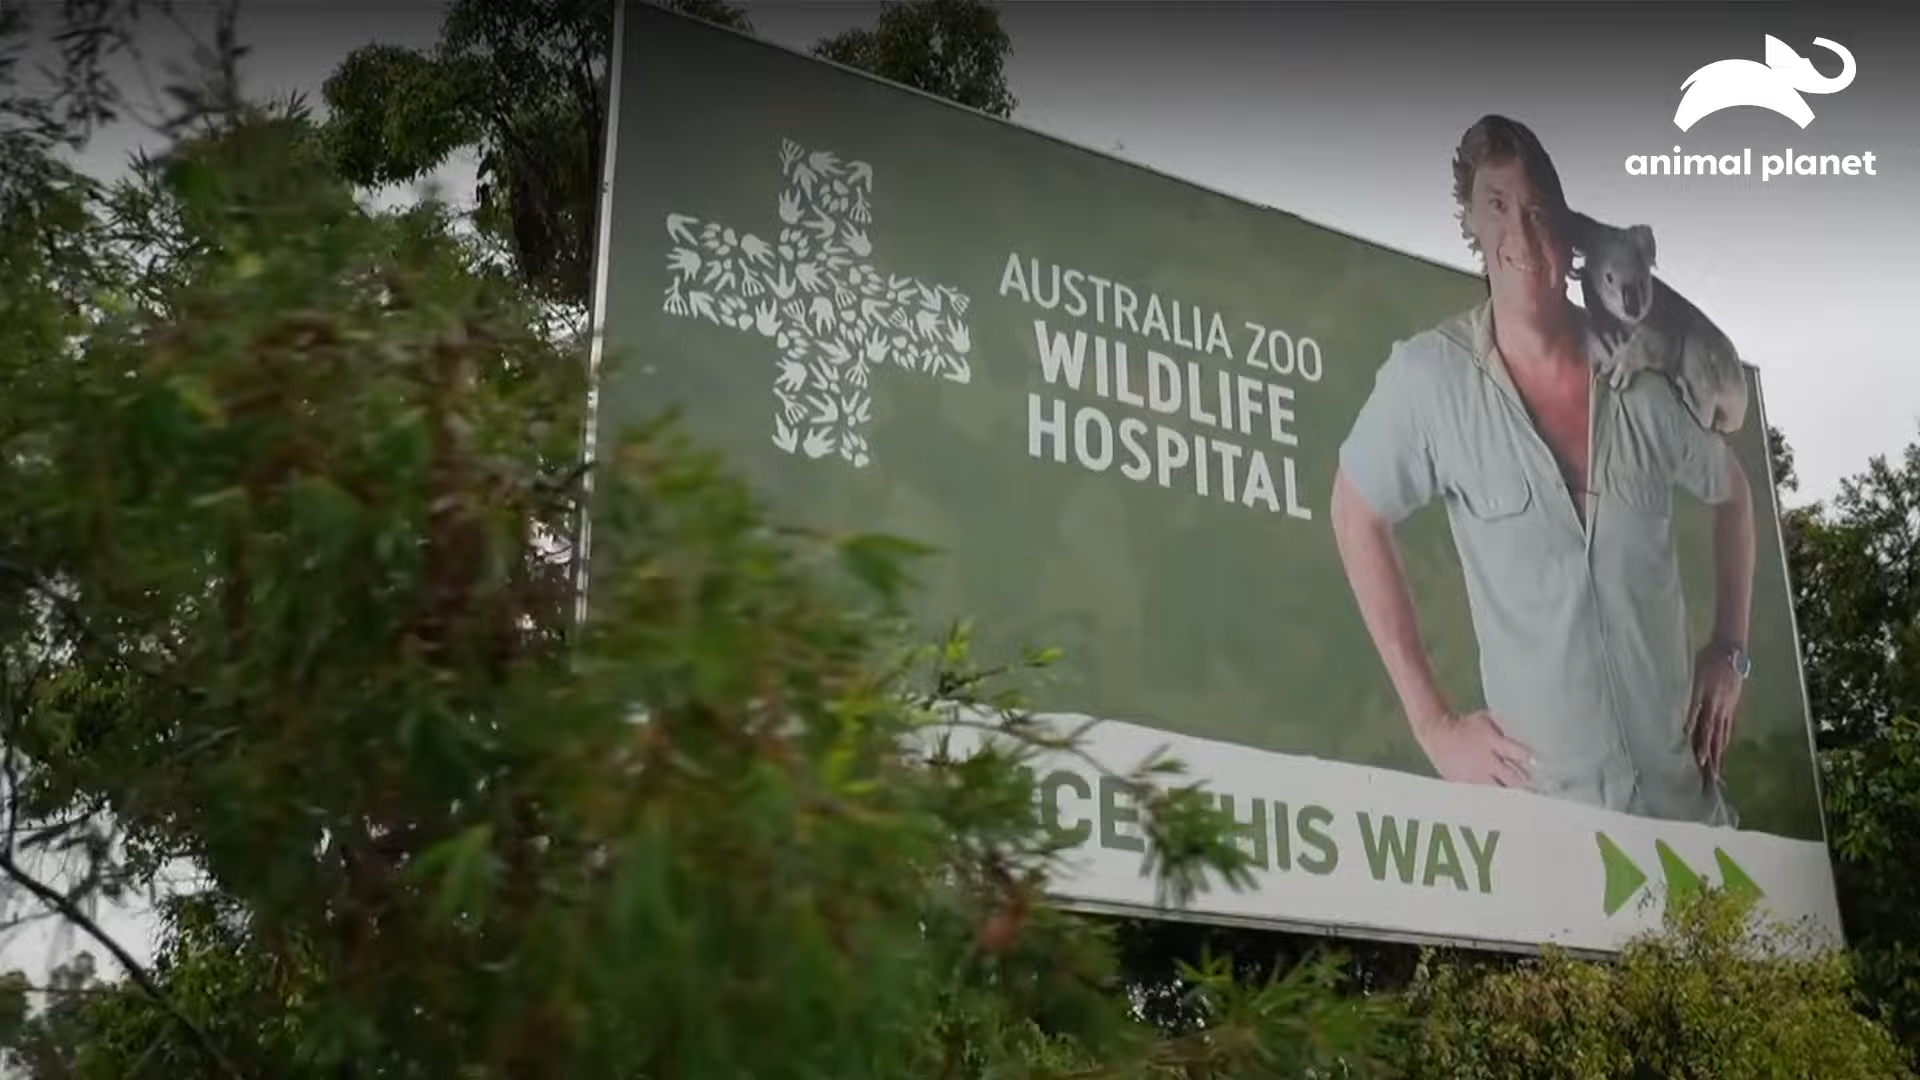 animal planet
AUSTRALIA ZOO
WILDLIFE
HOSPITAL
THIS WAY